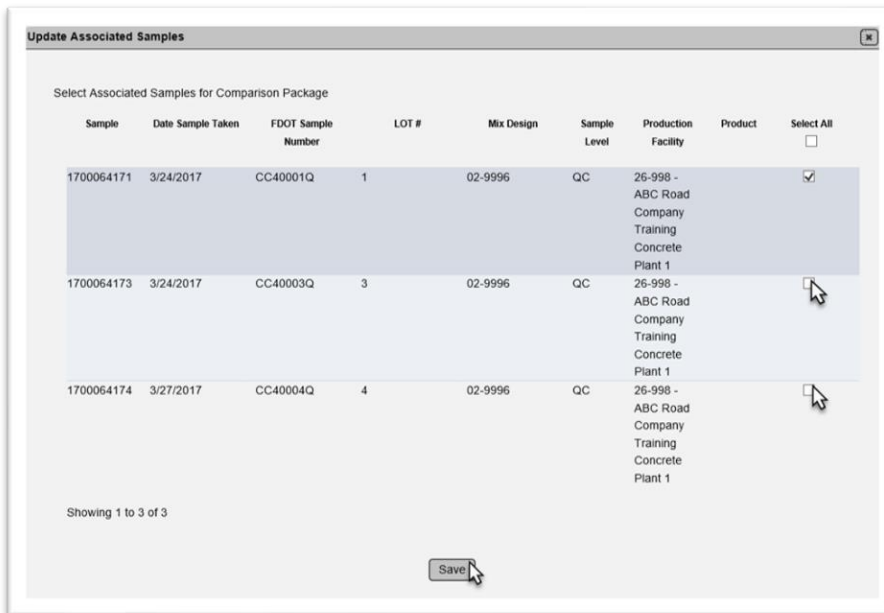 Update Associated Samples
Select Associated Samples for Comparison Package
Sample Date Sample Taken FDOT Sample Number LOT # Mix Design Sample Level Production Facility Product Select All
1700064171 3/24/2017 CC40001Q 1 02-9996 QC 26-998 -
ABC Road
Company
Training
Concrete
Plant 1
1700064173 3/24/2017 CC40003Q 3 02-9996 QC 26-998 -
ABC Road
Company
Training
Concrete
Plant 1
1700064174 3/27/2017 CC40004Q 4 02-9996 QC 26-998 -
ABC Road
Company
Training
Concrete
Plant 1
Showing 1 to 3 of 3
Save